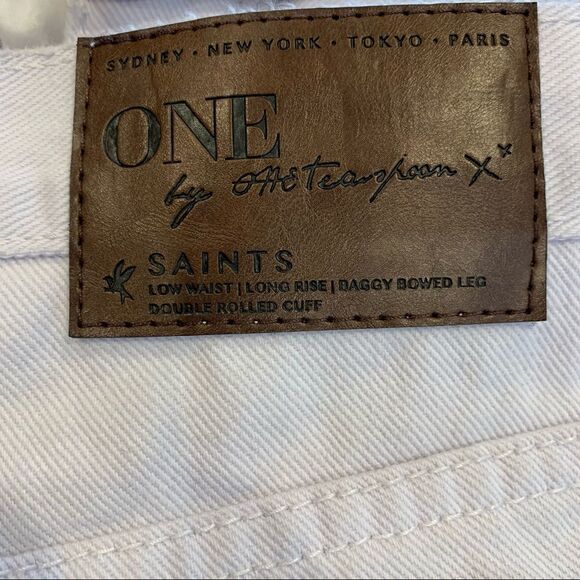 SYDNEY • NEW YORK • TOKYO • PARIS
ONE
by OneTeaspoon Xx
SAINTS
LOW WAIST | LONG RISE | BAGGY BOWED LEG
DOUBLE ROLLED CUFF